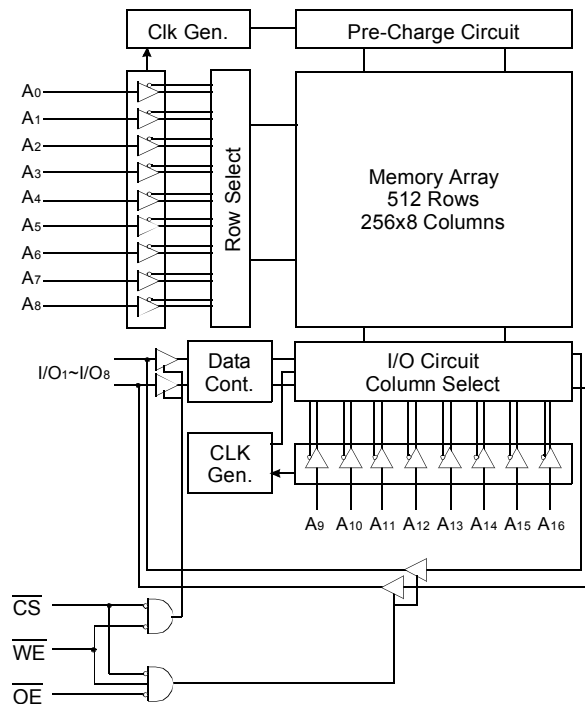 Clk Gen.
Pre-Charge Circuit
A0
A1
A2
A3
A4
A5
A6
A7
A8
Row Select
Memory Array
512 Rows
256x8 Columns
I/O1~I/O8
Data
Cont.
I/O Circuit
Column Select
CLK
Gen.
A9 A10 A11 A12 A13 A14 A15 A16
CS
WE
OE